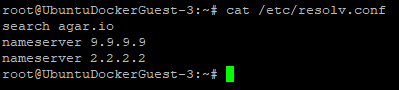 root@UbuntuDockerGuest-3:~# cat /etc/resolv.conf
search agar.io
nameserver 9.9.9.9
nameserver 2.2.2.2
root@UbuntuDockerGuest-3:~#